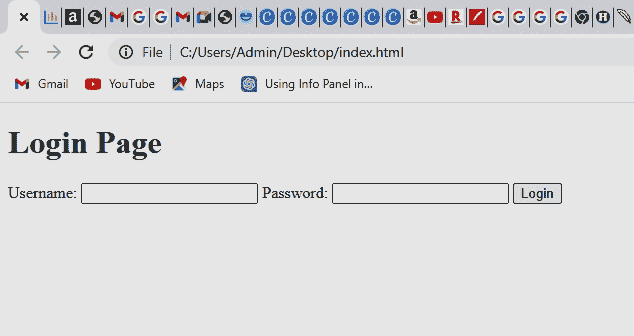 File C:/Users/Admin/Desktop/index.html
Gmail YouTube Maps Using Info Panel in...
Login Page
Username: Password: Login